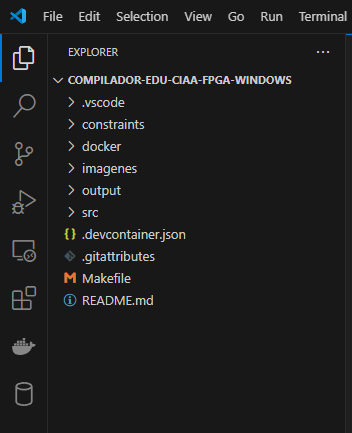 File Edit Selection View Go Run Terminal
EXPLORER
COMPILADOR-EDU-CIAA-FPGA-WINDOWS
.vscode
constraints
docker
imagenes
output
src
.devcontainer.json
.gitattributes
Makefile
README.md